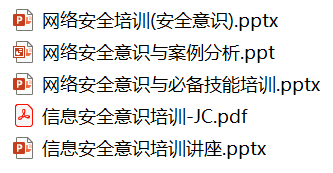 网络安全培训(安全意识).pptx
网络安全意识与案例分析.ppt
网络安全意识与必备技能培训.pptx
信息安全意识培训-JC.pdf
信息安全意识培训讲座.pptx